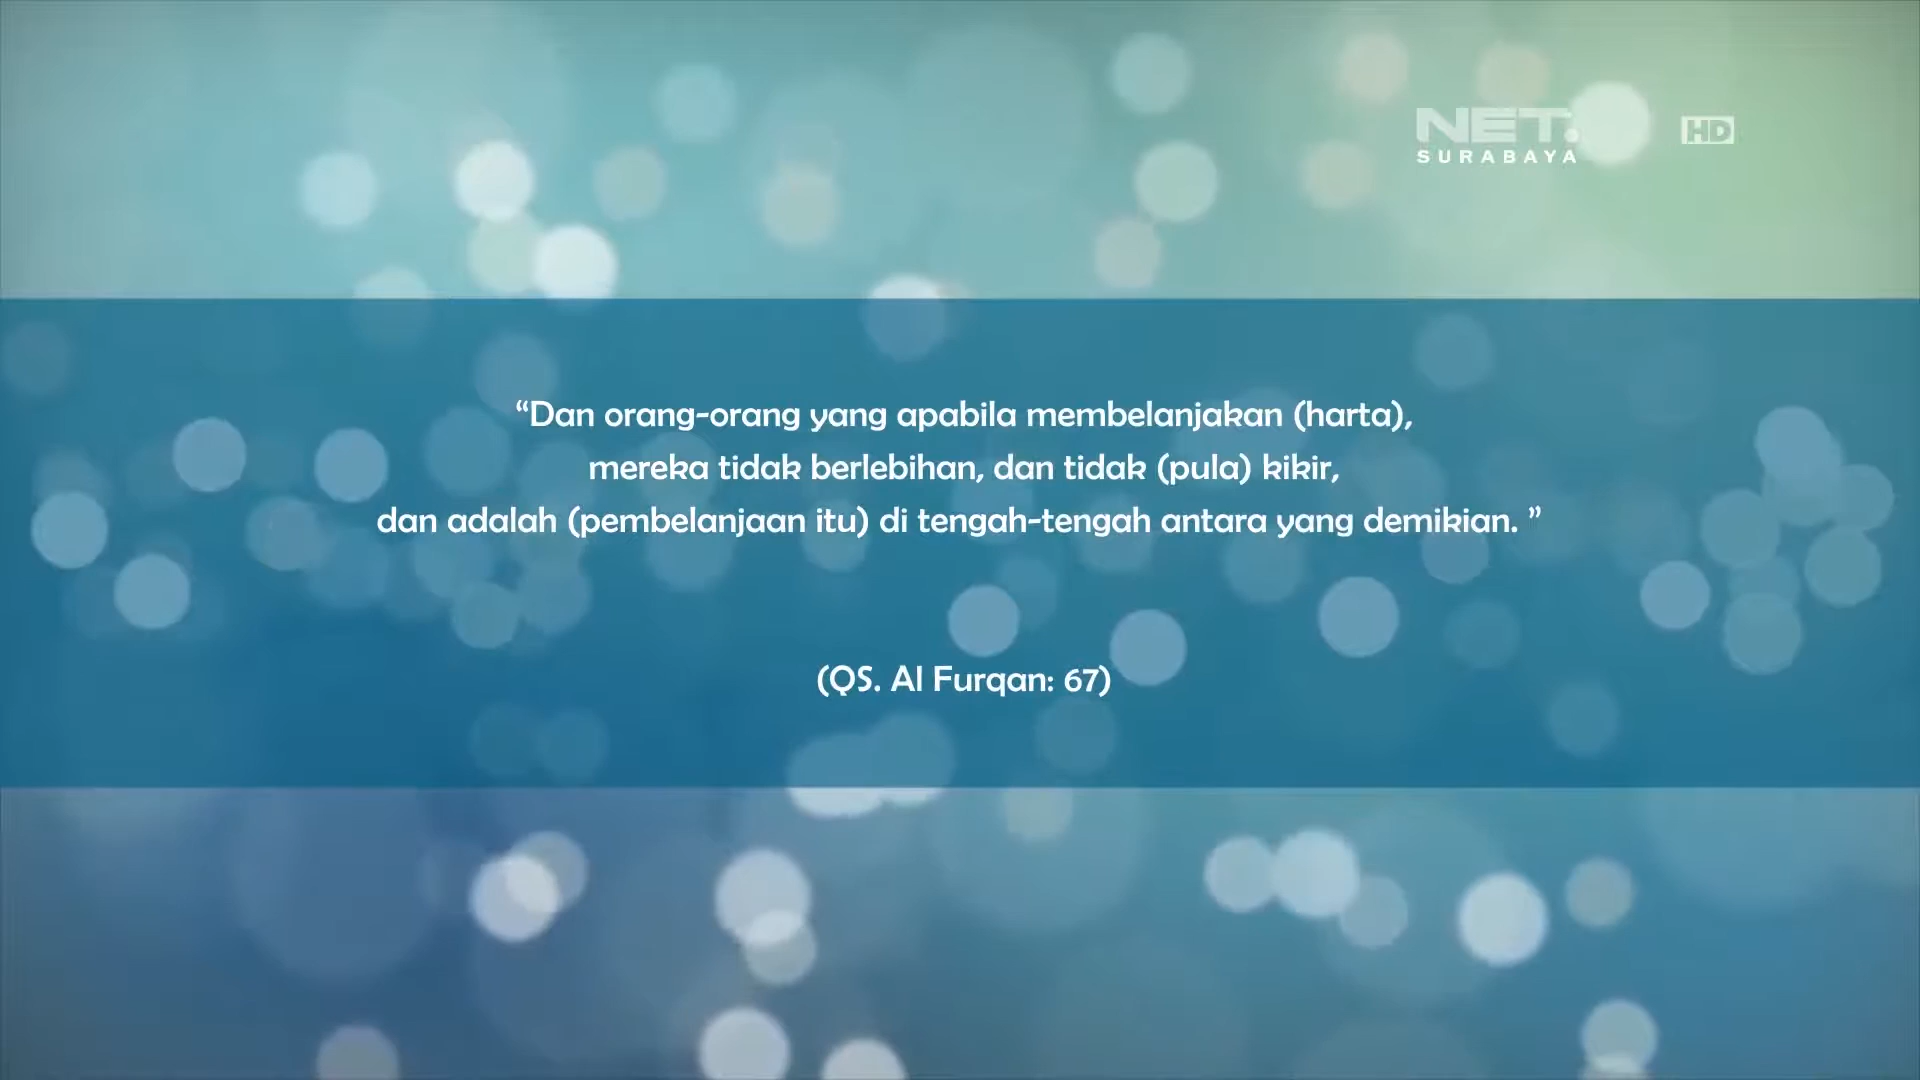 NET.
SURABAYA
HD
“Dan orang-orang yang apabila membelanjakan (harta),
mereka tidak berlebihan, dan tidak (pula) kikir,
dan adalah (pembelanjaan itu) di tengah-tengah antara yang demikian. ”
(QS. Al Furqan: 67)